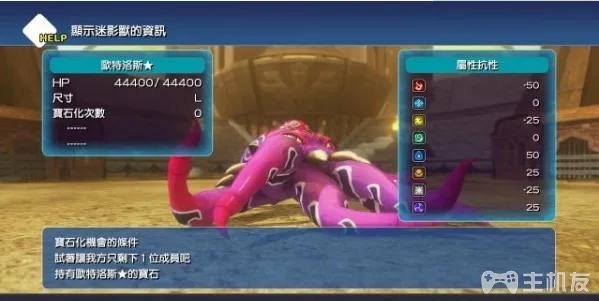 HELP 顯示迷影獸的資訊
歐特洛斯★
HP 44400/ 44400
尺寸 L
寶石化次數 0
------
------
屬性抗性
-50
0
-25
0
50
25
-25
25
寶石化機會的條件
試著讓我方只剩下1位成員吧
持有歐特洛斯★的寶石
主机友